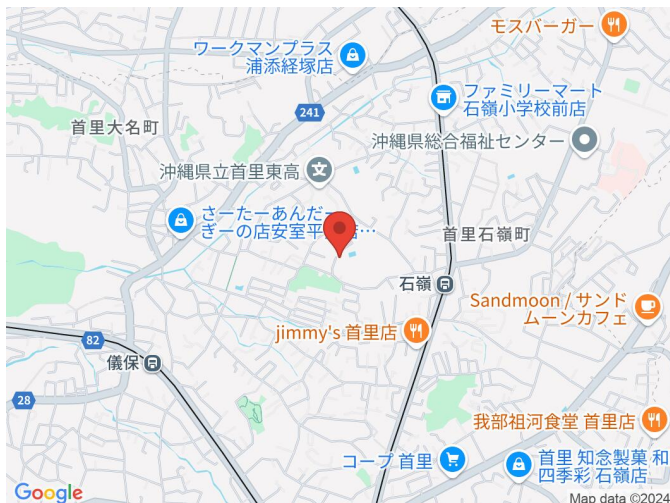 モスバーガー
ワークマンプラス
浦添経塚店
ファミリーマート
石嶺小学校前店
241
首里大名町
沖縄県総合福祉センター
沖縄県立首里東高
さーたーあんだー
ぎーの店安室平
首里石嶺町
石嶺
Sandmoon / サンド
ムーンカフェ
jimmy's 首里店
82
儀保
28
我部祖河食堂 首里店
コープ 首里
首里 知念製菓 和
四季彩 石嶺店
Google
Map data ©2024